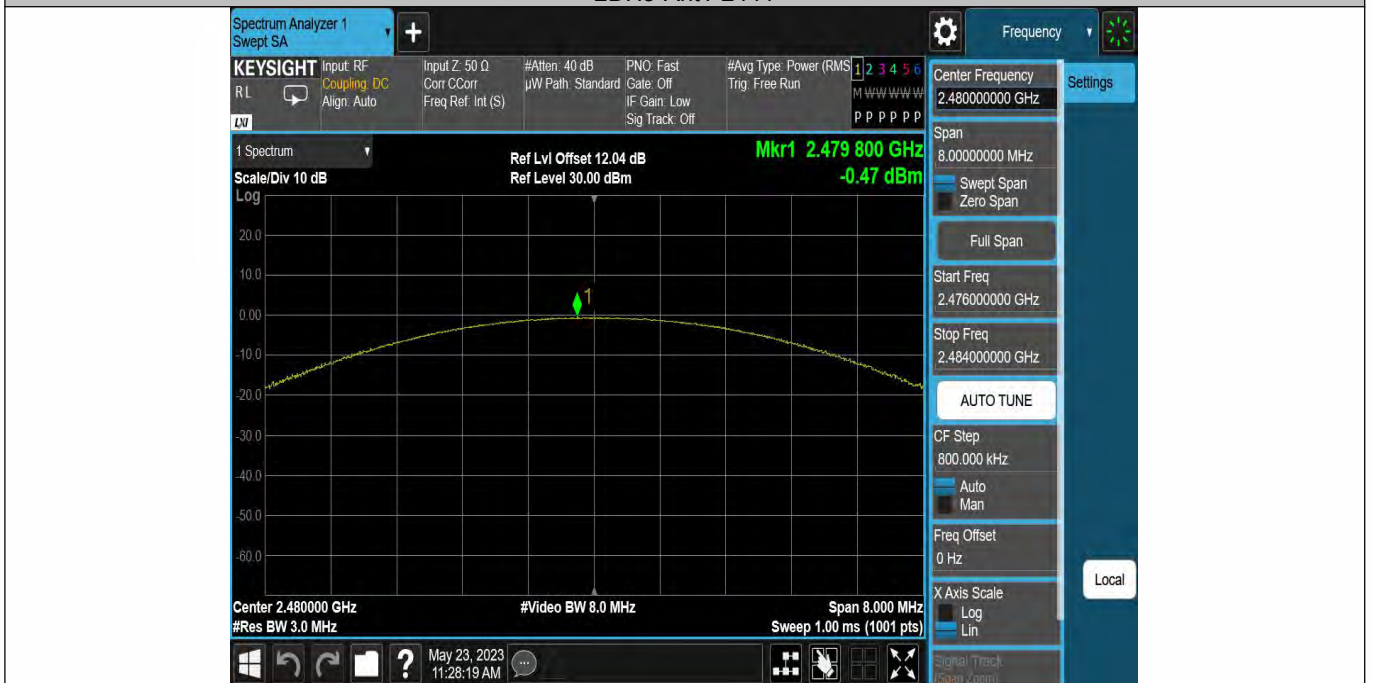 Spectrum Analyzer 1
Swept SA
+
Frequency
KEYSIGHT
RL
LXI
Input: RF
Coupling: DC
Align: Auto
Input Z: 50 Ω
Corr CCorr
Freq Ref: Int (S)
#Atten: 40 dB
µW Path: Standard
PNO: Fast
Gate: Off
IF Gain: Low
Sig Track: Off
#Avg Type: Power (RMS
Trig: Free Run
1 2 3 4 5 6
M W W W W W
P P P P P P
Center Frequency
2.480000000 GHz
Settings
1 Spectrum
Scale/Div 10 dB
Log
Ref Lvl Offset 12.04 dB
Ref Level 30.00 dBm
Mkr1 2.479 800 GHz
-0.47 dBm
Span
8.00000000 MHz
Swept Span
Zero Span
Full Span
Start Freq
2.476000000 GHz
Stop Freq
2.484000000 GHz
AUTO TUNE
CF Step
800.000 kHz
Auto
Man
Freq Offset
0 Hz
X Axis Scale
Log
Lin
Signal Track
(Span Zoom)
Local
20.0
10.0
1
0.00
-10.0
-20.0
-30.0
-40.0
-50.0
-60.0
Center 2.480000 GHz
#Res BW 3.0 MHz
#Video BW 8.0 MHz
Span 8.000 MHz
Sweep 1.00 ms (1001 pts)
?
May 23, 2023
11:28:19 AM